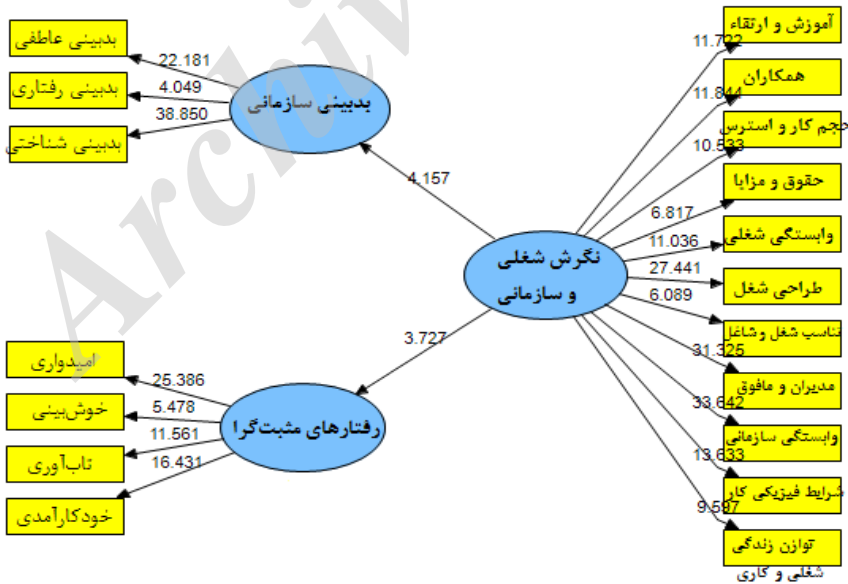 آموزش و ارتقاء
11.722
بدبینی عاطفی
22.181
همکاران
11.844
بدبینی رفتاری
4.049
بدبینی سازمانی
حجم کار و استرس
10.533
بدبینی شناختی
38.850
حقوق و مزایا
6.817
4.157
وابستگی شغلی
11.036
نگرش شغلی
و سازمانی
طراحی شغل
27.441
تناسب شغل وشاغل
6.089
3.727
31.325
امیدواری
25.386
مدیران و مافوق
33.642
خوش‌بینی
5.478
رفتارهای مثبت‌گرا
وابستگی سازمانی
13.633
تاب‌آوری
11.561
شرایط فیزیکی کار
9.597
خودکارآمدی
16.431
توازن زندگی
شغلی و کاری
Archiv